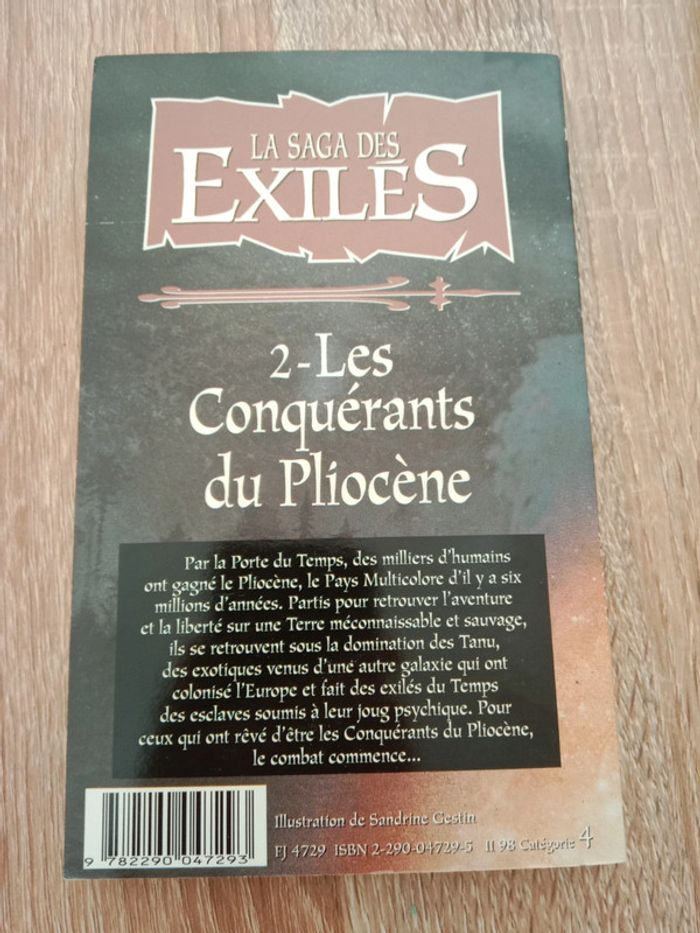 LA SAGA DES
EXILÉS
2-Les
Conquérants
du Pliocène
Par la Porte du Temps, des milliers d'humains
ont gagné le Pliocène, le Pays Multicolore d'il y a six
millions d'années. Partis pour retrouver l'aventure
et la liberté sur une Terre méconnaissable et sauvage,
ils se retrouvent sous la domination des Tanu,
des exotiques venus d'une autre galaxie qui ont
colonisé l'Europe et fait des exilés du Temps
des esclaves soumis à leur joug psychique. Pour
ceux qui ont rêvé d'être les Conquérants du Pliocène,
le combat commence...
Illustration de Sandrine Gestin
EJ 4729 ISBN 2-290-04729-5 II 98 Catégorie 4
9 782290 047293